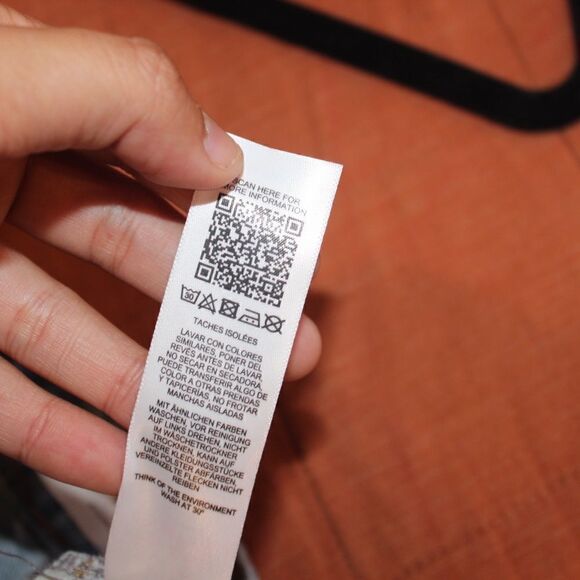 SCAN HERE FOR
MORE INFORMATION
30
TACHES ISOLÉES
LAVAR CON COLORES
SIMILARES, PONER DEL
REVÉS ANTES DE LAVAR,
NO SECAR EN SECADORA,
PUEDE TRANSFERIR ALGO DE
COLOR A OTRAS PRENDAS
Y TAPICERÍAS, NO FROTAR
MANCHAS AISLADAS
MIT ÄHNLICHEN FARBEN
WASCHEN, VOR REINIGUNG
AUF LINKS DREHEN, NICHT
IM WÄSCHETROCKNER
TROCKNEN, KANN AUF
ANDERE KLEIDUNGSSTÜCKE
UND POLSTER ABFÄRBEN,
VEREINZELTE FLECKEN NICHT
REIBEN
THINK OF THE ENVIRONMENT
WASH AT 30°